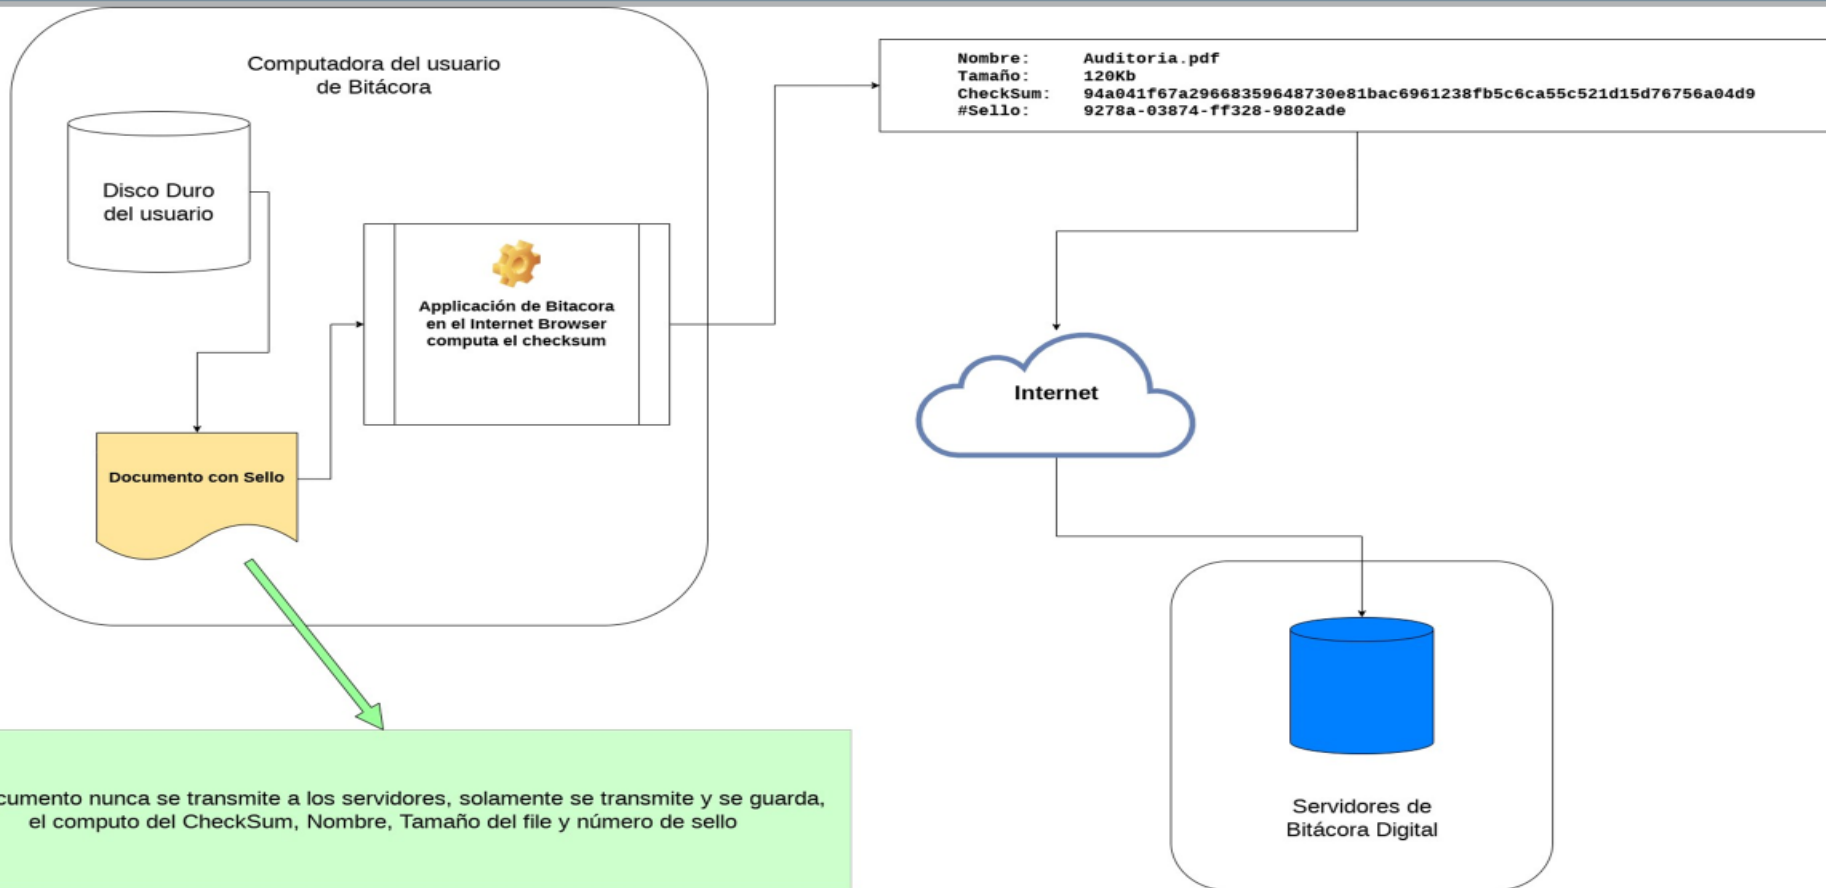 Computadora del usuario
de Bitácora
Disco Duro
del usuario
Applicación de Bitacora
en el Internet Browser
computa el checksum
Documento con Sello
Nombre: Auditoria.pdf
Tamaño: 120Kb
CheckSum: 94a041f67a29668359648730e81bac6961238fb5c6ca55c521d15d76756a04d9
#Sello: 9278a-03874-ff328-9802ade
Internet
cumento nunca se transmite a los servidores, solamente se transmite y se guarda,
el computo del CheckSum, Nombre, Tamaño del file y número de sello
Servidores de
Bitácora Digital